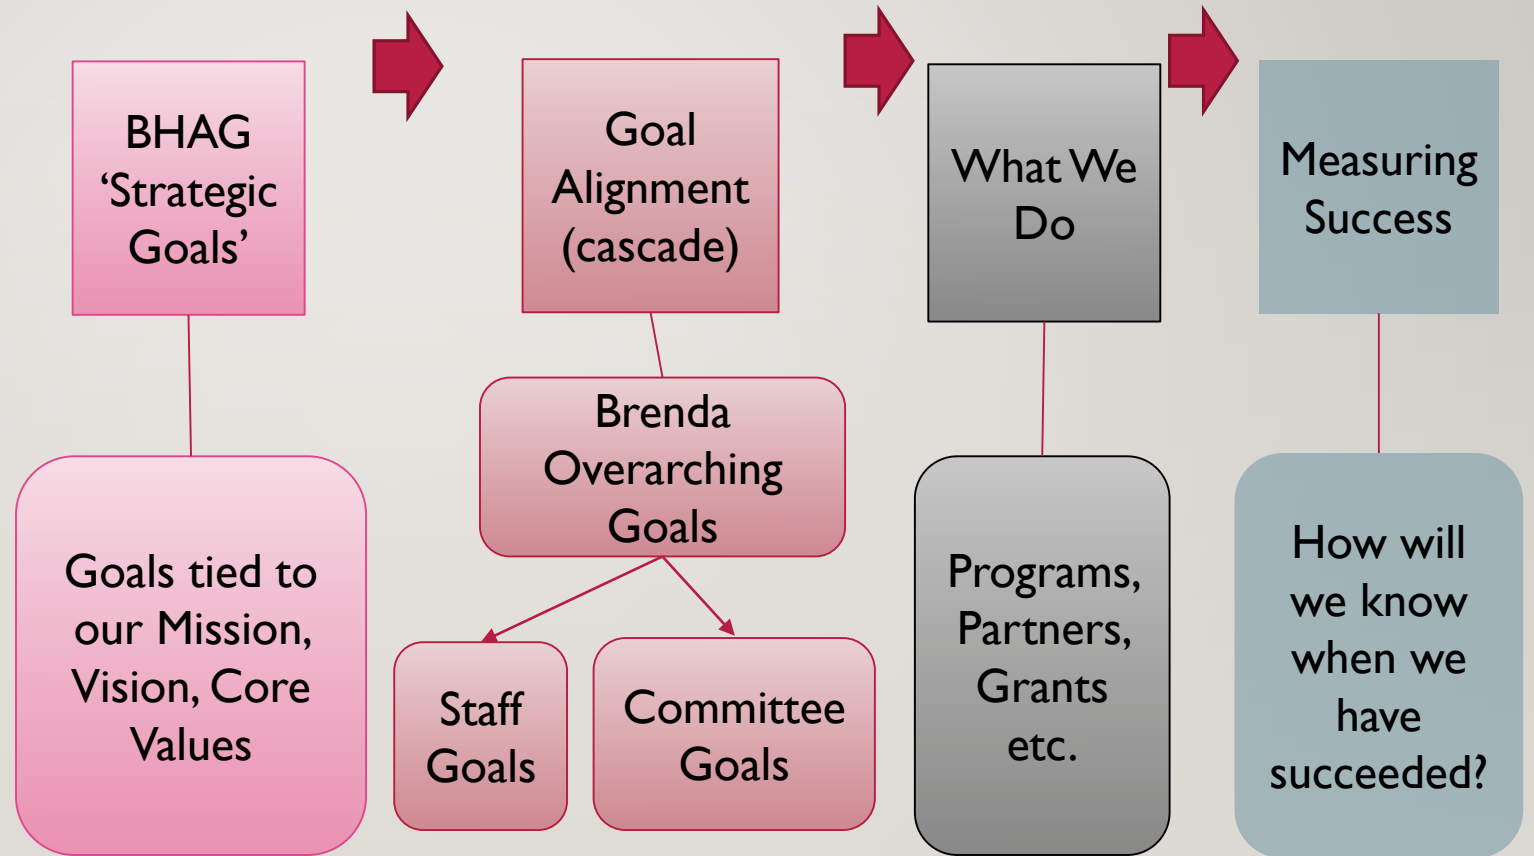 BHAG
‘Strategic
Goals’
Goal
Alignment
(cascade)
What We
Do
Measuring
Success
Goals tied to
our Mission,
Vision, Core
Values
Brenda
Overarching
Goals
Staff
Goals
Committee
Goals
Programs,
Partners,
Grants
etc.
How will
we know
when we
have
succeeded?